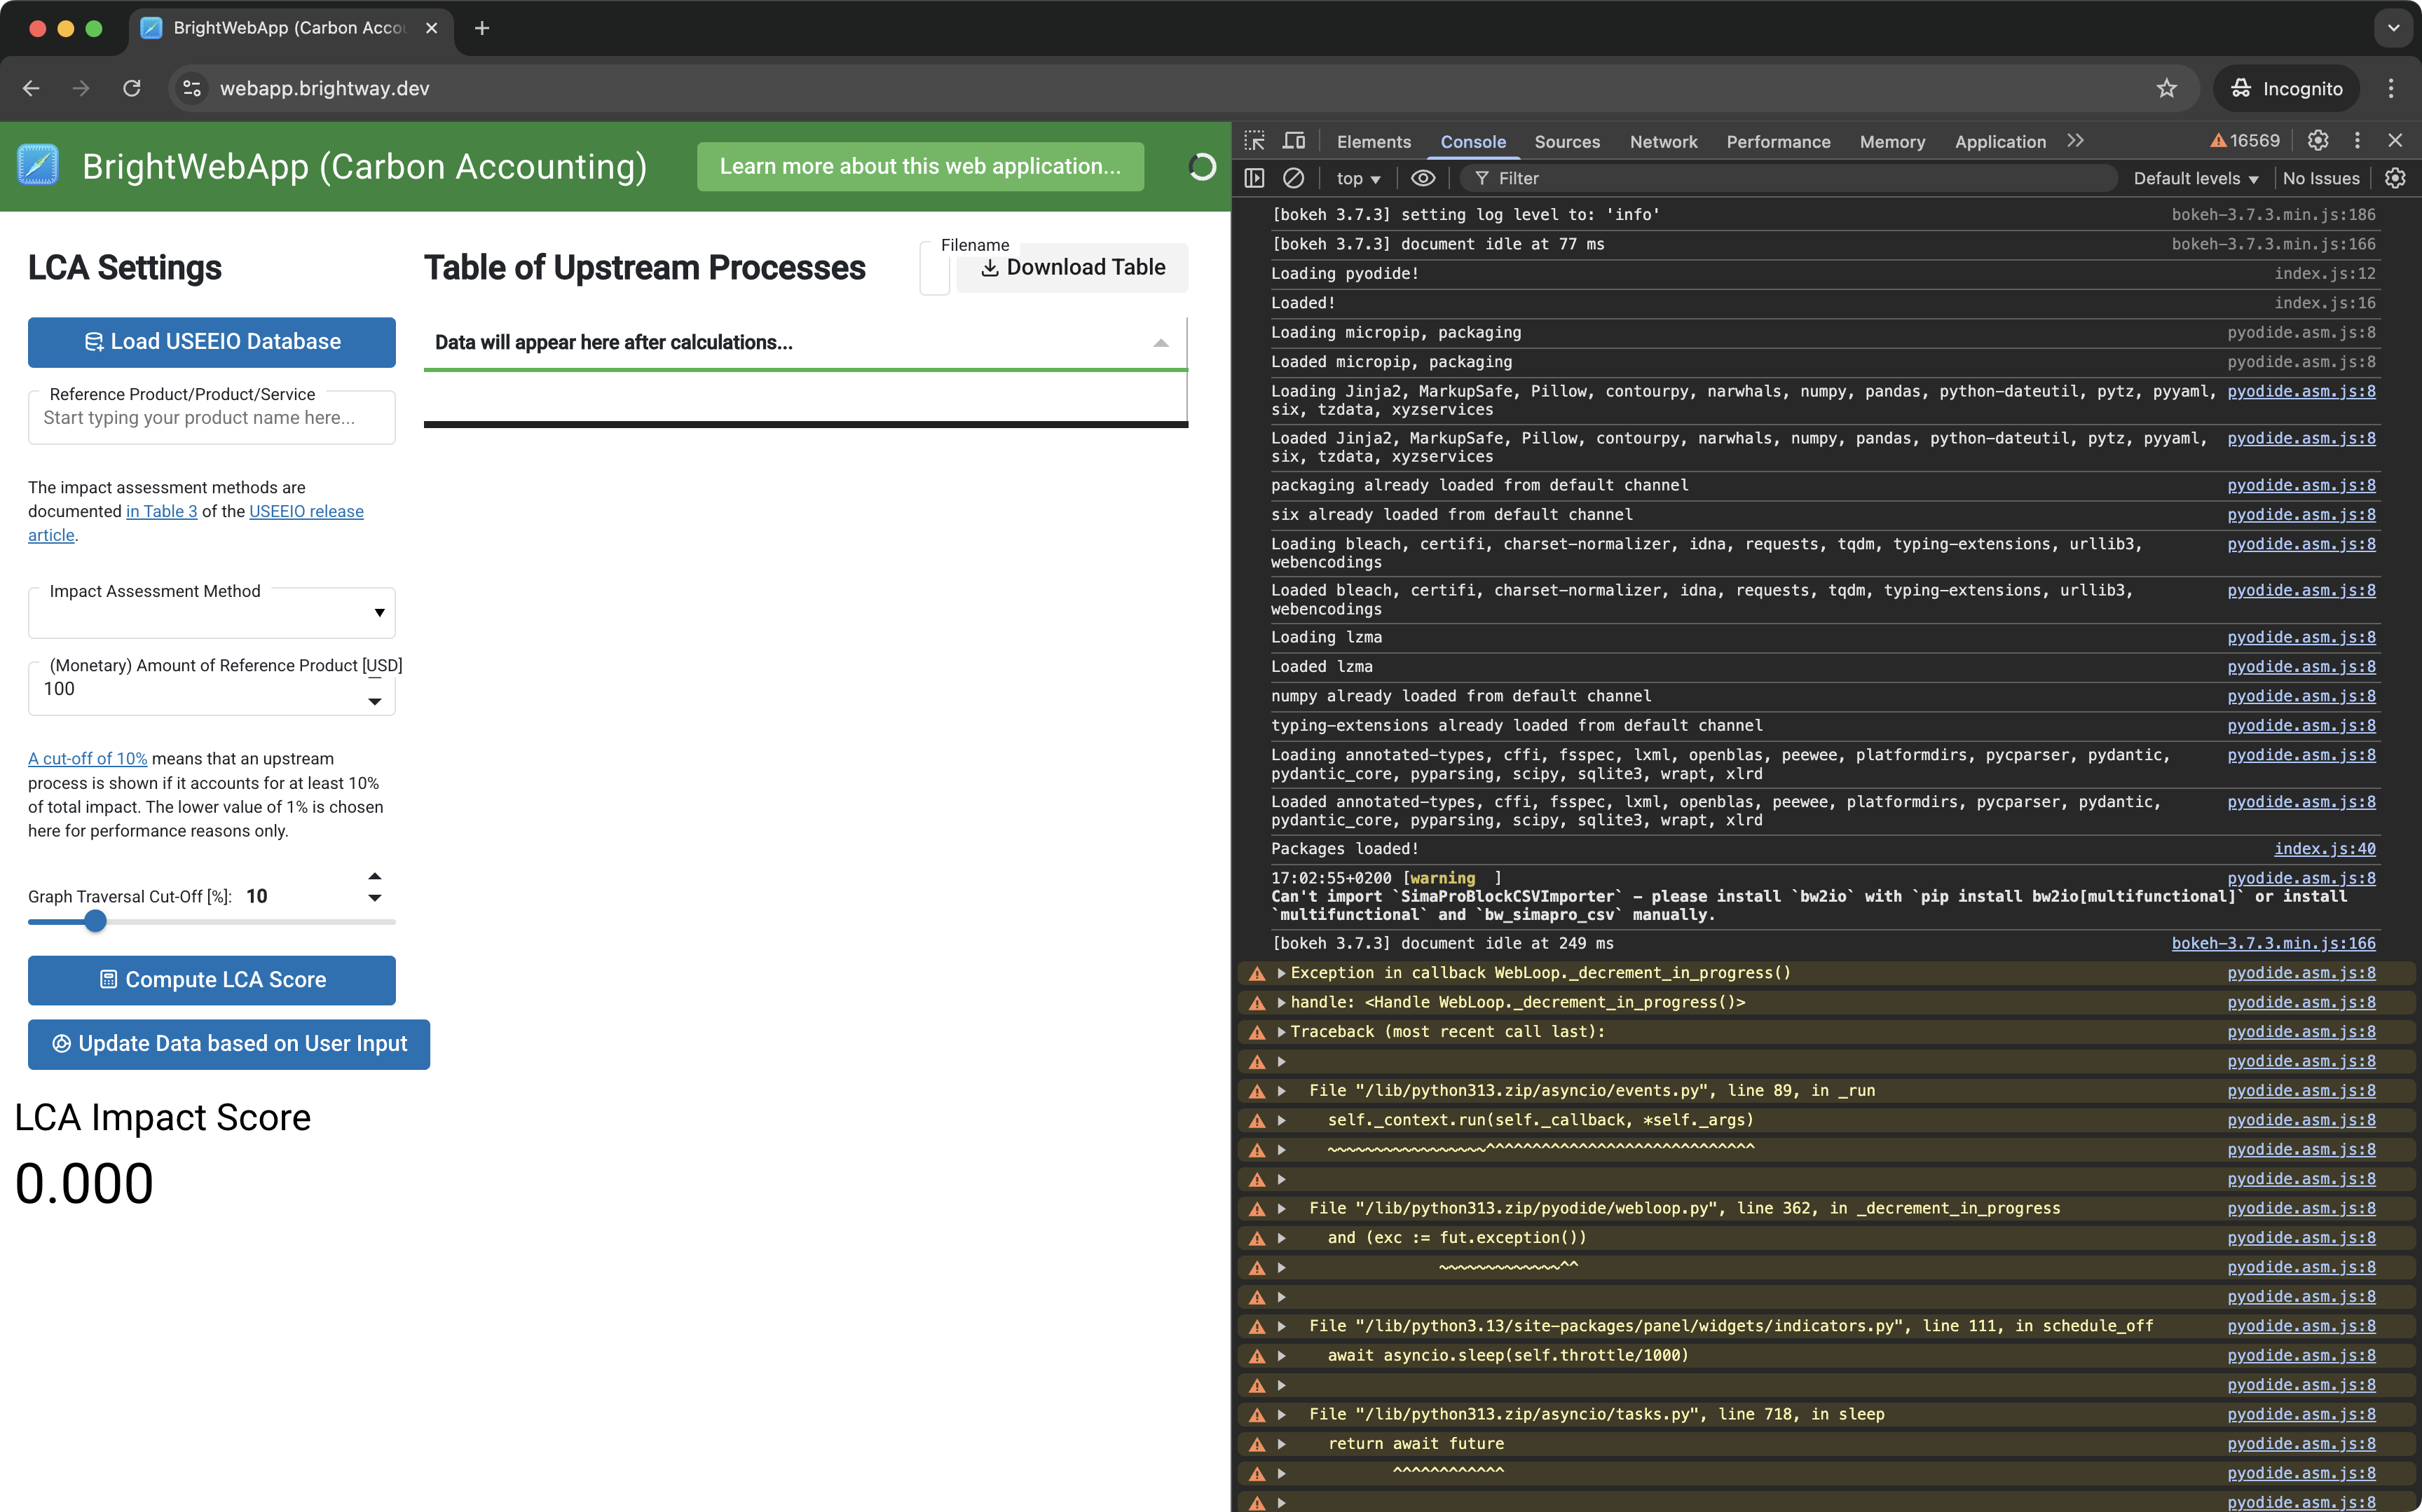 BrightWebApp (Carbon Acco
webapp.brightway.dev
Incognito
BrightWebApp (Carbon Accounting)
Learn more about this web application...
LCA Settings
Load USEEIO Database
Reference Product/Product/Service
Start typing your product name here...
The impact assessment methods are
documented in Table 3 of the USEEIO release
article.
Impact Assessment Method
(Monetary) Amount of Reference Product [USD]
100
A cut-off of 10% means that an upstream
process is shown if it accounts for at least 10%
of total impact. The lower value of 1% is chosen
here for performance reasons only.
Graph Traversal Cut-Off [%]: 10
Compute LCA Score
Update Data based on User Input
LCA Impact Score
0.000
Table of Upstream Processes
Filename
Download Table
Data will appear here after calculations...
Elements Console Sources Network Performance Memory Application 16569
top Filter Default levels No Issues
[bokeh 3.7.3] setting log level to: 'info' bokeh-3.7.3.min.js:186
[bokeh 3.7.3] document idle at 77 ms bokeh-3.7.3.min.js:166
Loading pyodide! index.js:12
Loaded! index.js:16
Loading micropip, packaging pyodide.js:8
Loaded micropip, packaging pyodide.js:8
Loading Jinja2, MarkupSafe, Pillow, contourpy, narwhals, numpy, pandas, python-dateutil, pytz, pyyaml, pyodide.asm.js:8
six, tzdata, xyzservices
Loaded Jinja2, MarkupSafe, Pillow, contourpy, narwhals, numpy, pandas, python-dateutil, pytz, pyyaml, pyodide.asm.js:8
six, tzdata, xyzservices
packaging already loaded from default channel pyodide.asm.js:8
six already loaded from default channel pyodide.asm.js:8
Loading bleach, certifi, charset-normalizer, idna, requests, tqdm, typing-extensions, urllib3, pyodide.asm.js:8
webencodings
Loaded bleach, certifi, charset-normalizer, idna, requests, tqdm, typing-extensions, urllib3, pyodide.asm.js:8
webencodings
Loading lzma pyodide.asm.js:8
Loaded lzma pyodide.asm.js:8
numpy already loaded from default channel pyodide.asm.js:8
typing-extensions already loaded from default channel pyodide.asm.js:8
Loading annotated-types, cffi, fsspec, lxml, openblas, peewee, platformdirs, pycparser, pydantic, pyodide.asm.js:8
pydantic_core, pyparsing, scipy, sqlite3, wrapt, xlrd
Loaded annotated-types, cffi, fsspec, lxml, openblas, peewee, platformdirs, pycparser, pydantic, pyodide.asm.js:8
pydantic_core, pyparsing, scipy, sqlite3, wrapt, xlrd
Packages loaded! index.js:40
17:02:55+0200 [warning ] pyodide.asm.js:8
Can't import `SimaProBlockCSVImporter` - please install `bw2io` with `pip install bw2io[multifunctional]` or install
`multifunctional` and `bw_simapro_csv` manually.
[bokeh 3.7.3] document idle at 249 ms bokeh-3.7.3.min.js:166
Exception in callback WebLoop._decrement_in_progress() pyodide.asm.js:8
handle: <Handle WebLoop._decrement_in_progress()> pyodide.asm.js:8
Traceback (most recent call last): pyodide.asm.js:8
pyodide.asm.js:8
File "/lib/python313.zip/asyncio/events.py", line 89, in _run pyodide.asm.js:8
self._context.run(self._callback, *self._args) pyodide.asm.js:8
~~~~~~~~~~~~~~~~~^^^^^^^^^^^^^^^^^^^^^^^^^^^^^ pyodide.asm.js:8
pyodide.asm.js:8
File "/lib/python313.zip/pyodide/webloop.py", line 362, in _decrement_in_progress pyodide.asm.js:8
and (exc := fut.exception()) pyodide.asm.js:8
~~~~~~~~~~~~~^^ pyodide.asm.js:8
pyodide.asm.js:8
File "/lib/python3.13/site-packages/panel/widgets/indicators.py", line 111, in schedule_off pyodide.asm.js:8
await asyncio.sleep(self.throttle/1000) pyodide.asm.js:8
pyodide.asm.js:8
File "/lib/python313.zip/asyncio/tasks.py", line 718, in sleep pyodide.asm.js:8
return await future pyodide.asm.js:8
^^^^^^^^^^^^ pyodide.asm.js:8
pyodide.asm.js:8